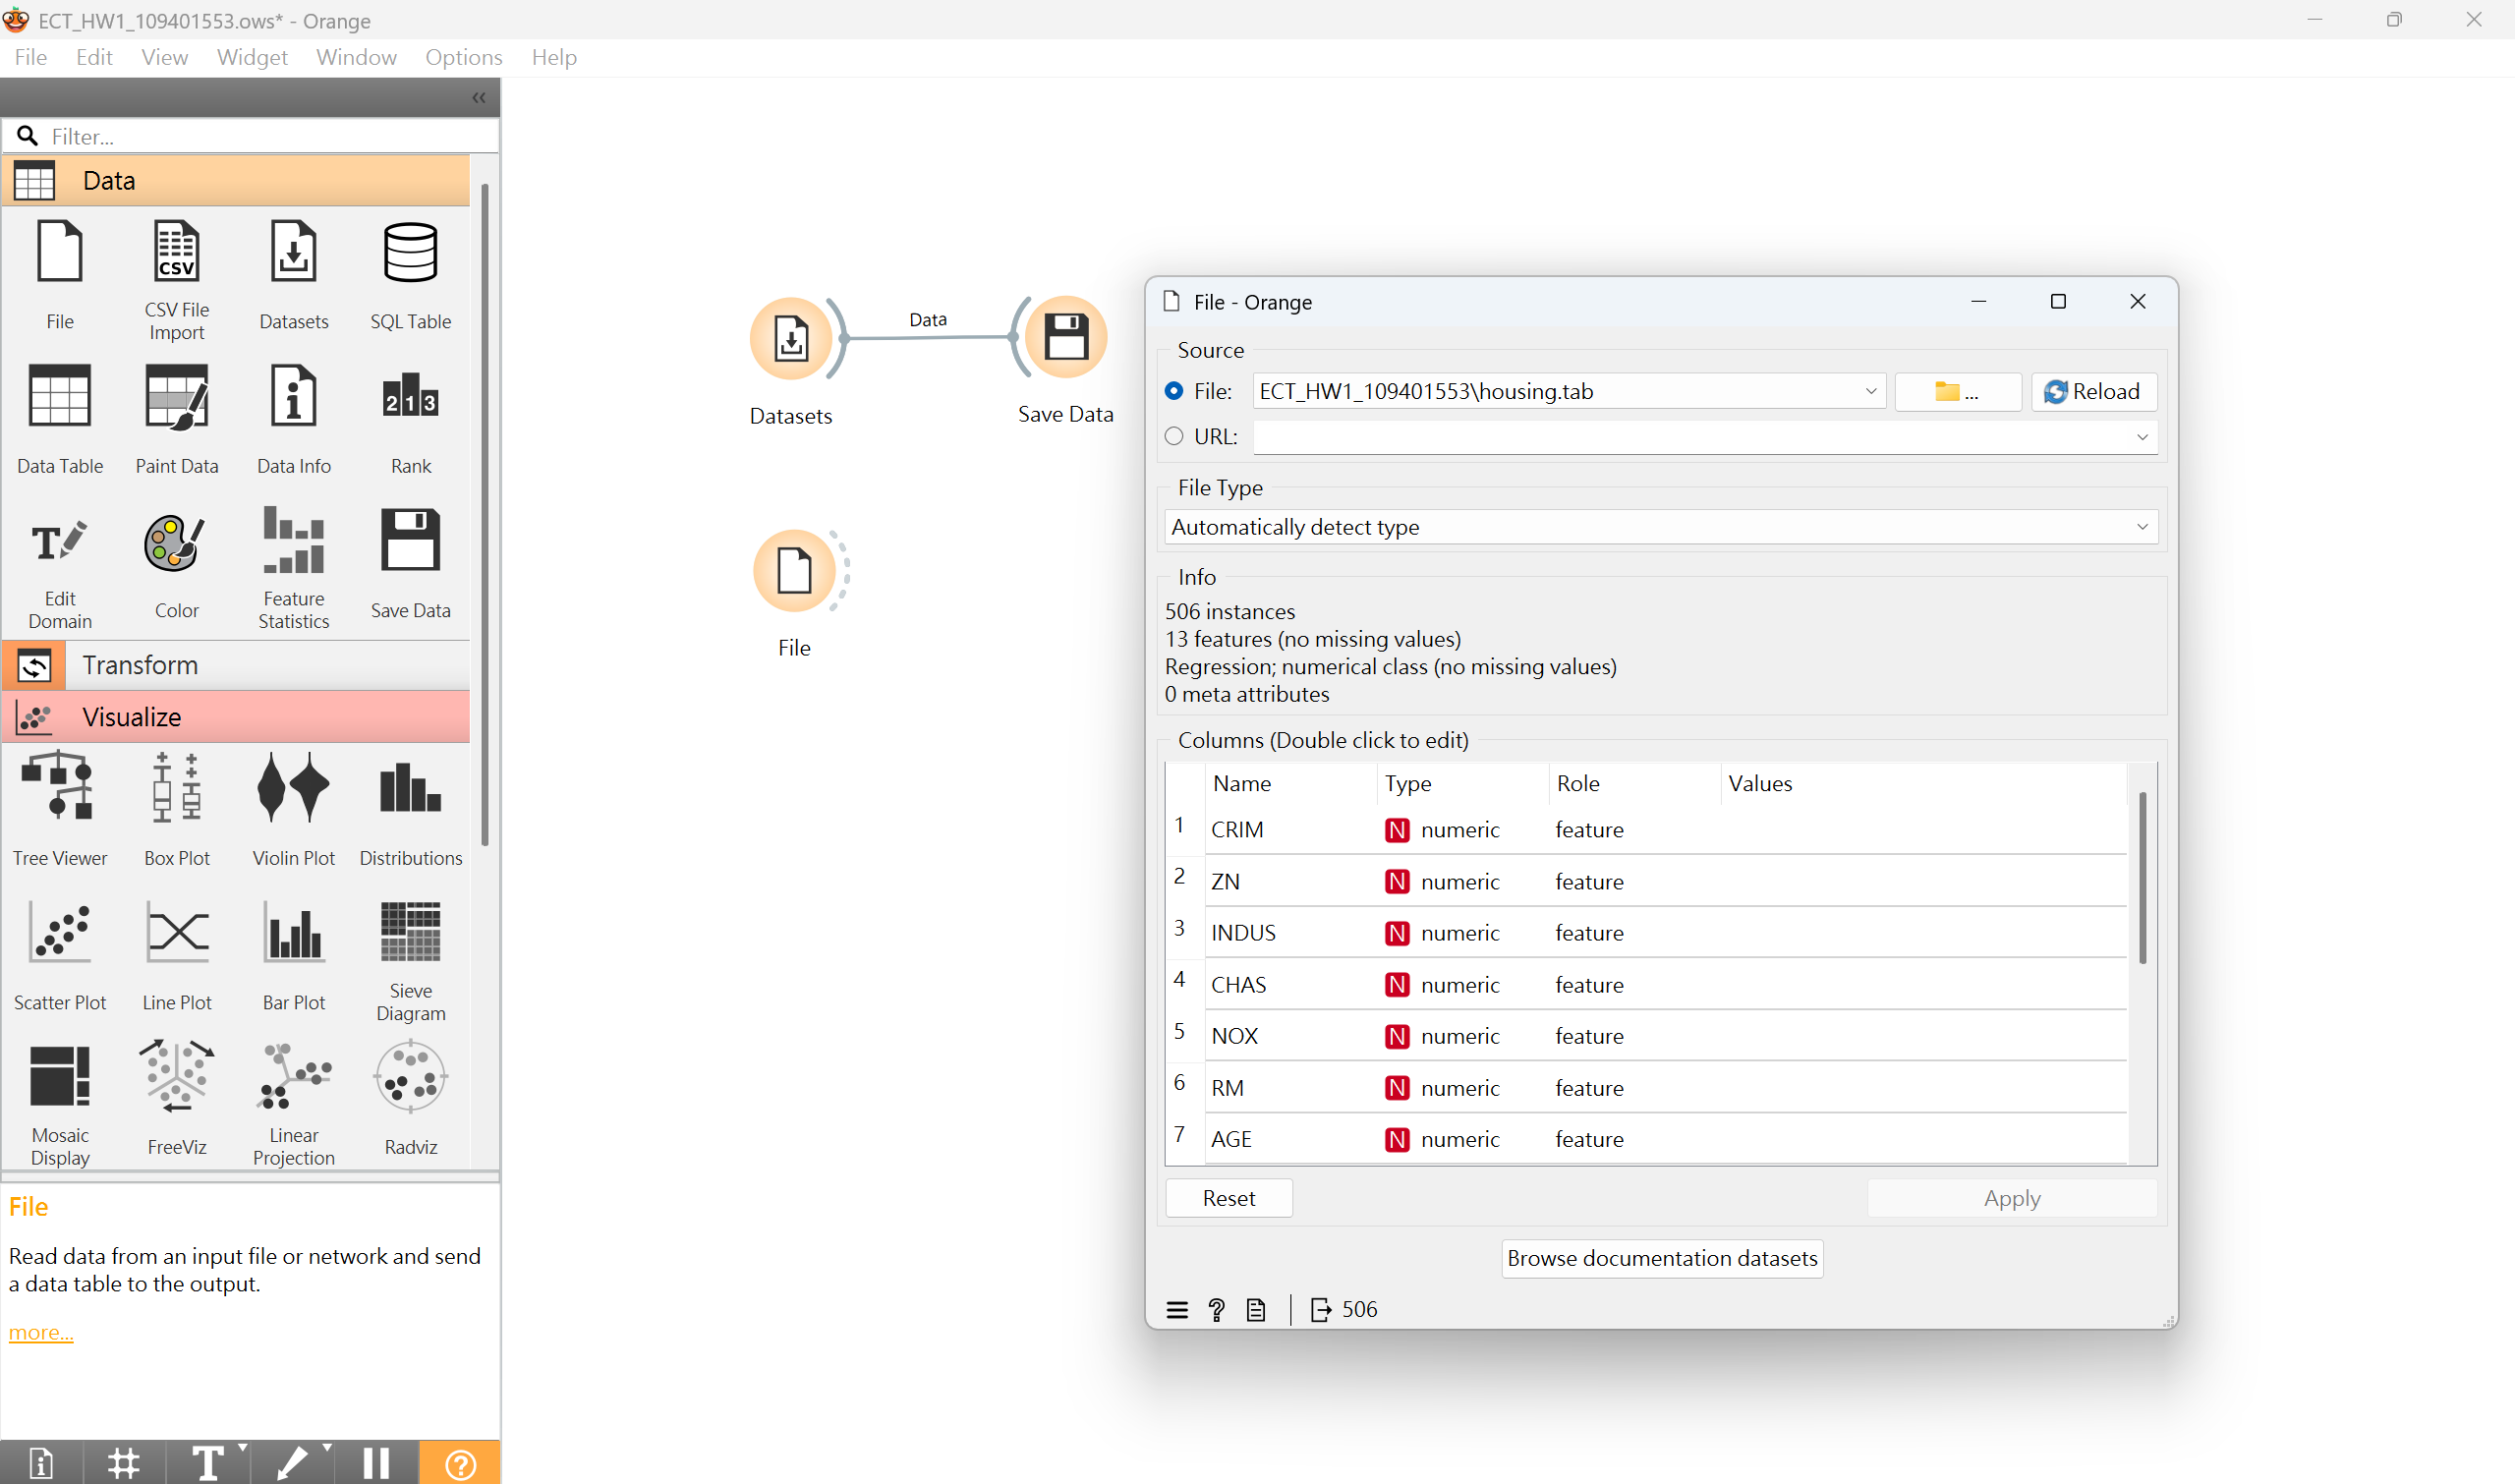 ECT_HW1_109401553.ows* - Orange
File Edit View Widget Window Options Help
Filter...
Data
File
CSV
CSV File Import
Datasets
SQL Table
Data Table
Paint Data
Data Info
213
Rank
T
Edit Domain
Color
Feature Statistics
Save Data
Transform
Visualize
Tree Viewer
Box Plot
Violin Plot
Distributions
Scatter Plot
Line Plot
Bar Plot
Sieve Diagram
Mosaic Display
FreeViz
Linear Projection
Radviz
File
Read data from an input file or network and send
a data table to the output.
more...
T
Datasets
Data
Save Data
File
File - Orange
Source
File: ECT_HW1_109401553\housing.tab ... Reload
URL:
File Type
Automatically detect type
Info
506 instances
13 features (no missing values)
Regression; numerical class (no missing values)
0 meta attributes
Columns (Double click to edit)
Name Type Role Values
1 CRIM N numeric feature
2 ZN N numeric feature
3 INDUS N numeric feature
4 CHAS N numeric feature
5 NOX N numeric feature
6 RM N numeric feature
7 AGE N numeric feature
Reset Apply
Browse documentation datasets
506